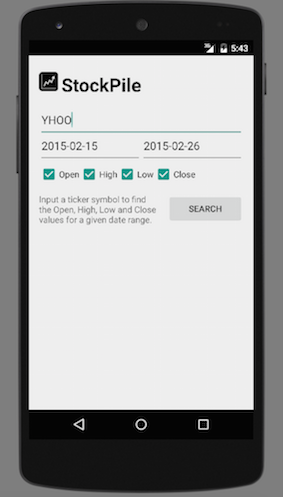 3G 5:43
StockPile
YHOO
2015-02-15 2015-02-26
Open High Low Close
Input a ticker symbol to find
the Open, High, Low and Close
values for a given date range.
SEARCH